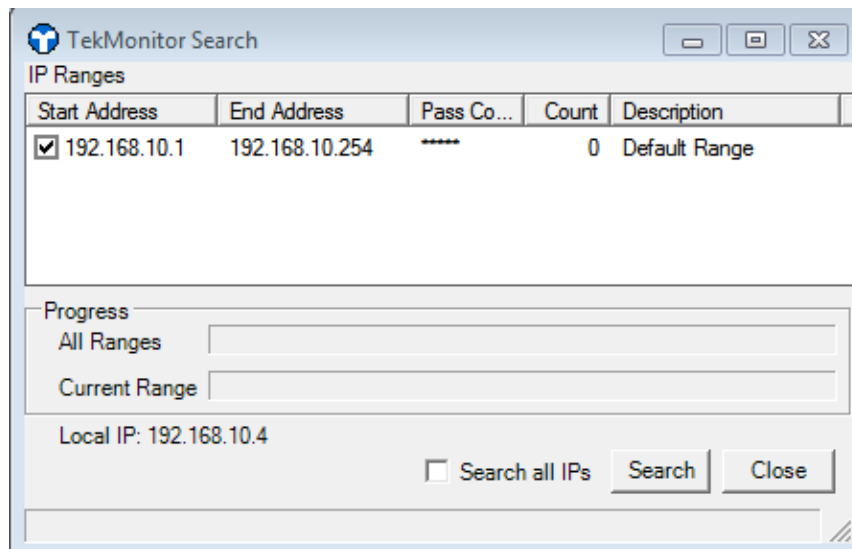 TekMonitor Search
IP Ranges
Start Address End Address Pass Co... Count Description
192.168.10.1 192.168.10.254 ***** 0 Default Range
Progress
All Ranges
Current Range
Local IP: 192.168.10.4
Search all IPs Search Close